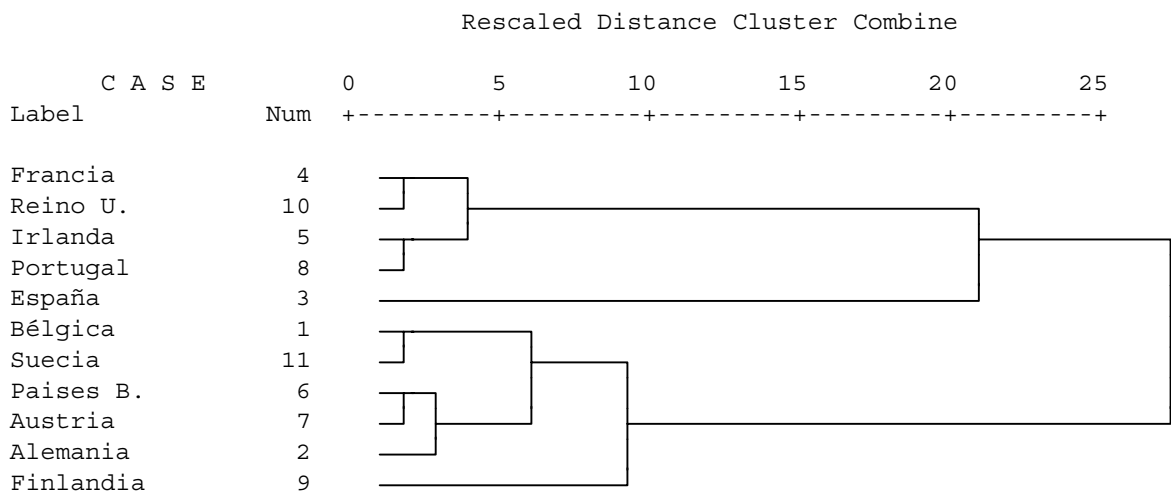 Rescaled Distance Cluster Combine
C A S E 0 5 10 15 20 25
Label Num +---------+---------+---------+---------+---------+
Francia 4
Reino U. 10
Irlanda 5
Portugal 8
España 3
Bélgica 1
Suecia 11
Paises B. 6
Austria 7
Alemania 2
Finlandia 9